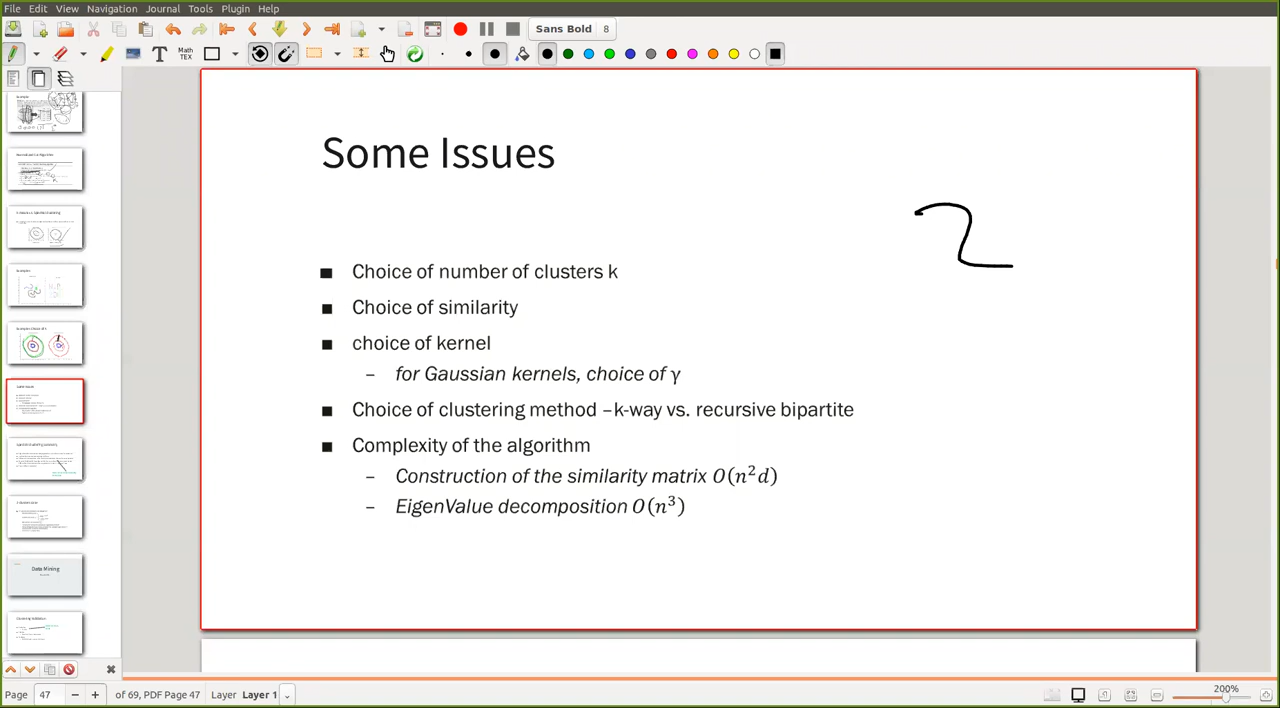 File Edit View Navigation Journal Tools Plugin Help
Sans Bold 8
T Math TEX
Some Issues
2
■ Choice of number of clusters k
■ Choice of similarity
■ choice of kernel
– for Gaussian kernels, choice of γ
■ Choice of clustering method –k-way vs. recursive bipartite
■ Complexity of the algorithm
– Construction of the similarity matrix O(n²d)
– EigenValue decomposition O(n³)
Data Mining
Page 47 − + of 69, PDF Page 47 Layer Layer 1 200%